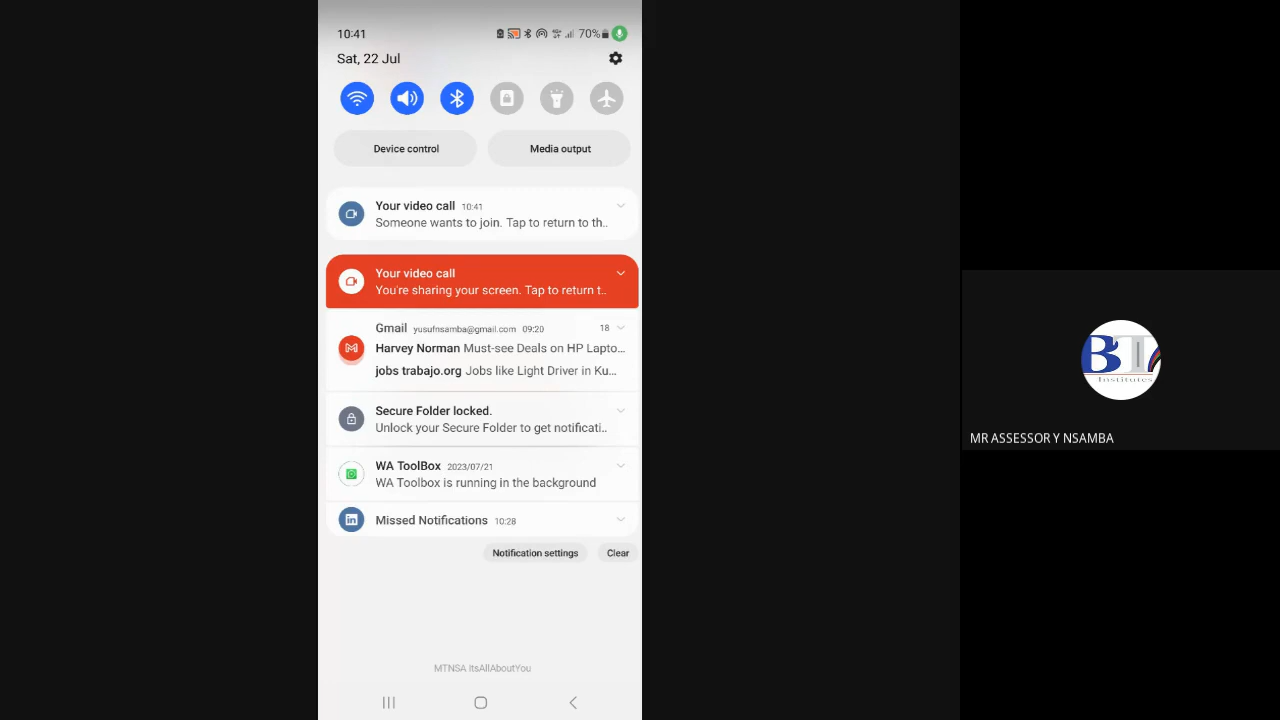 10:41
70%
Sat, 22 Jul
Device control
Media output
Your video call 10:41
Someone wants to join. Tap to return to th..
Your video call
You're sharing your screen. Tap to return t..
Gmail yusufnsamba@gmail.com 09:20 18
Harvey Norman Must-see Deals on HP Lapto...
jobs trabajo.org Jobs like Light Driver in Ku...
Secure Folder locked.
Unlock your Secure Folder to get notificati..
WA ToolBox 2023/07/21
WA Toolbox is running in the background
in Missed Notifications 10:28
Notification settings
Clear
MTNSA ItsAllAboutYou
BTI
Institutes
MR ASSESSOR Y NSAMBA